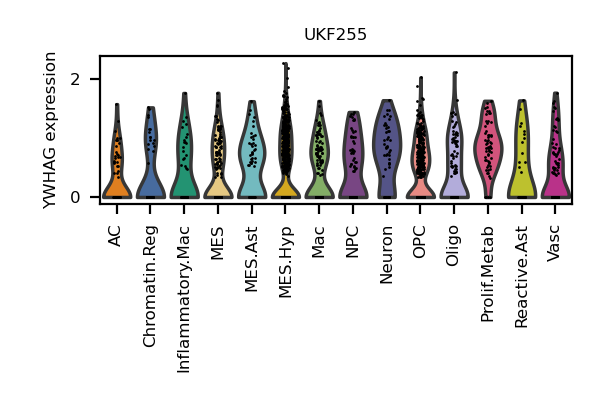 UKF255
YWHAG expression
2
0
AC
Chromatin.Reg
Inflammatory.Mac
MES
MES.Ast
MES.Hyp
Mac
NPC
Neuron
OPC
Oligo
Prolif.Metab
Reactive.Ast
Vasc